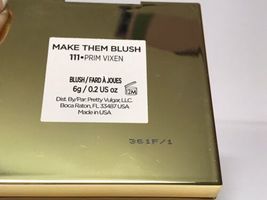 MAKE THEM BLUSH
111•PRIM VIXEN
BLUSH/FARD À JOUES
6g / 0.2 US oz
12M
Dist. By/Par: Pretty Vulgar, LLC.
Boca Raton, FL 33487 USA
Made in USA
361F/1